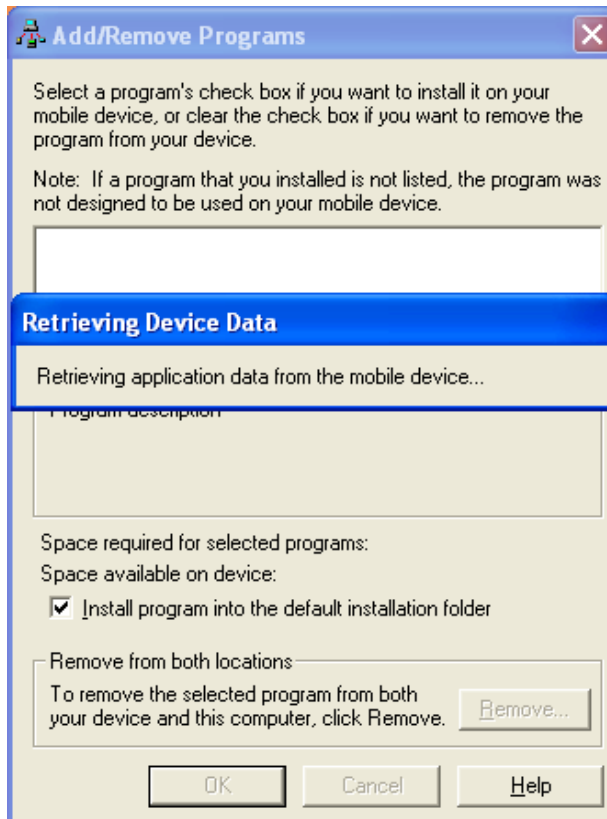 Add/Remove Programs
Select a program's check box if you want to install it on your
mobile device, or clear the check box if you want to remove the
program from your device.
Note: If a program that you installed is not listed, the program was
not designed to be used on your mobile device.
Retrieving Device Data
Retrieving application data from the mobile device...
Program description
Space required for selected programs:
Space available on device:
Install program into the default installation folder
Remove from both locations
To remove the selected program from both
your device and this computer, click Remove.
Remove...
OK
Cancel
Help